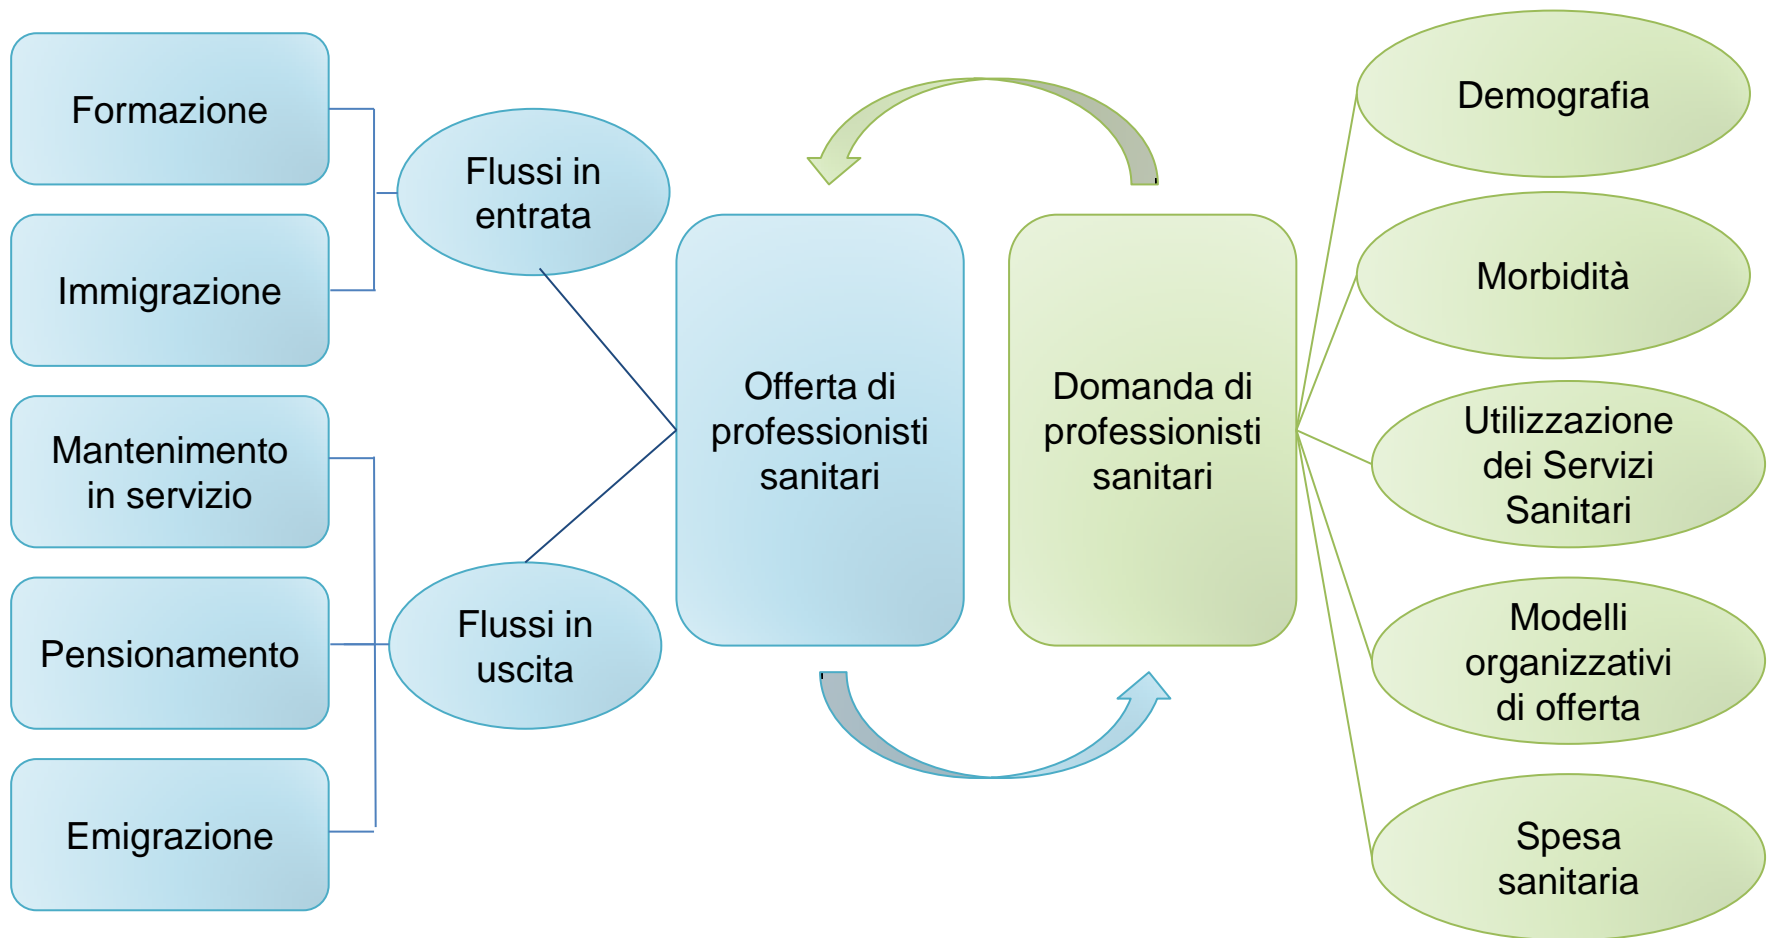 Formazione
Immigrazione
Mantenimento
in servizio
Pensionamento
Emigrazione
Flussi in
entrata
Flussi in
uscita
Offerta di
professionisti
sanitari
Domanda di
professionisti
sanitari
Demografia
Morbidità
Utilizzazione
dei Servizi
Sanitari
Modelli
organizzativi
di offerta
Spesa
sanitaria